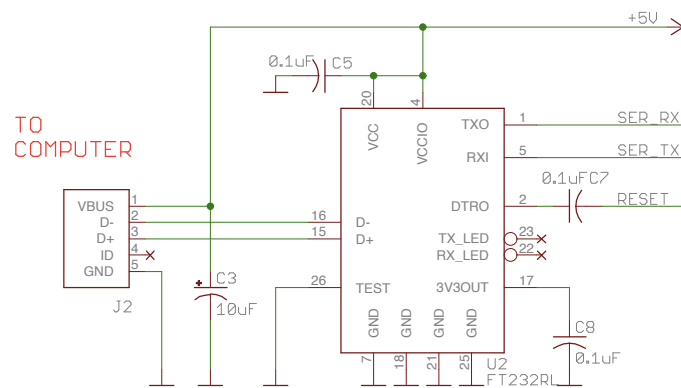 +5V
0.1uF C5
20
4
TO
COMPUTER
VCC
VCCIO
TXO 1 SER_RX
RXI 5 SER_TX
0.1uF C7
DTRO 2 RESET
VBUS 1
D- 2
D+ 3
ID 4
GND 5
J2
16 D-
15 D+
TX_LED 23
RX_LED 22
C3
10uF
+
26 TEST
3V3OUT 17
GND GND GND GND
7 18 21 25
U2
FT232RL
C8
0.1uF